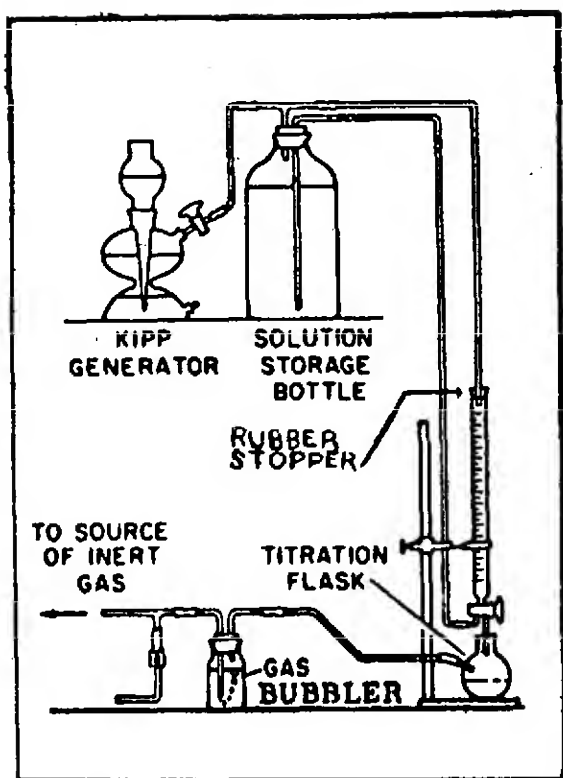 KIPP
GENERATOR
SOLUTION
STORAGE
BOTTLE
RUBBER
STOPPER
TO SOURCE
OF INERT
GAS
TITRATION
FLASK
GAS
BUBBLER